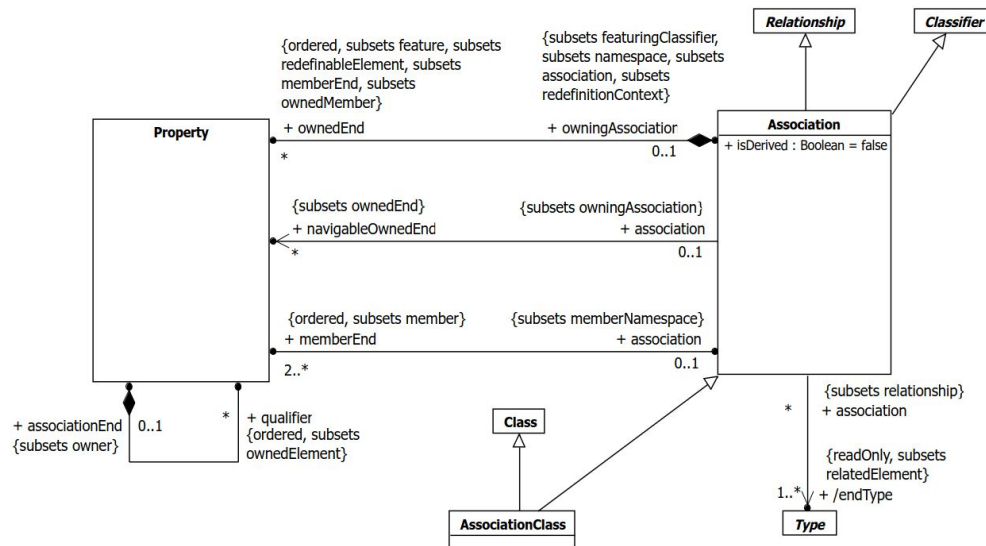 Relationship
Classifier
{ordered, subsets feature, subsets
redefinableElement, subsets
memberEnd, subsets
ownedMember}
{subsets featuringClassifier,
subsets namespace, subsets
association, subsets
redefinitionContext}
Property
+ ownedEnd
*
+ owningAssociation
0..1
Association
+ isDerived : Boolean = false
{subsets ownedEnd}
+ navigableOwnedEnd
*
{subsets owningAssociation}
+ association
0..1
{ordered, subsets member}
+ memberEnd
2..*
{subsets memberNamespace}
+ association
0..1
+ associationEnd
{subsets owner}
0..1
*
+ qualifier
{ordered, subsets
ownedElement}
Class
AssociationClass
{subsets relationship}
*
+ association
{readOnly, subsets
relatedElement}
1..*
+ /endType
Type